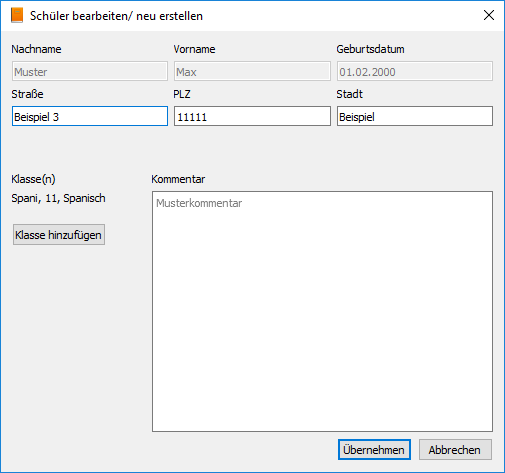 Schüler bearbeiten/ neu erstellen
Nachname Vorname Geburtsdatum
Muster Max 01.02.2000
Straße PLZ Stadt
Beispiel 3 11111 Beispiel
Klasse(n) Kommentar
Spani, 11, Spanisch
Musterkommentar
Klasse hinzufügen
Übernehmen Abbrechen